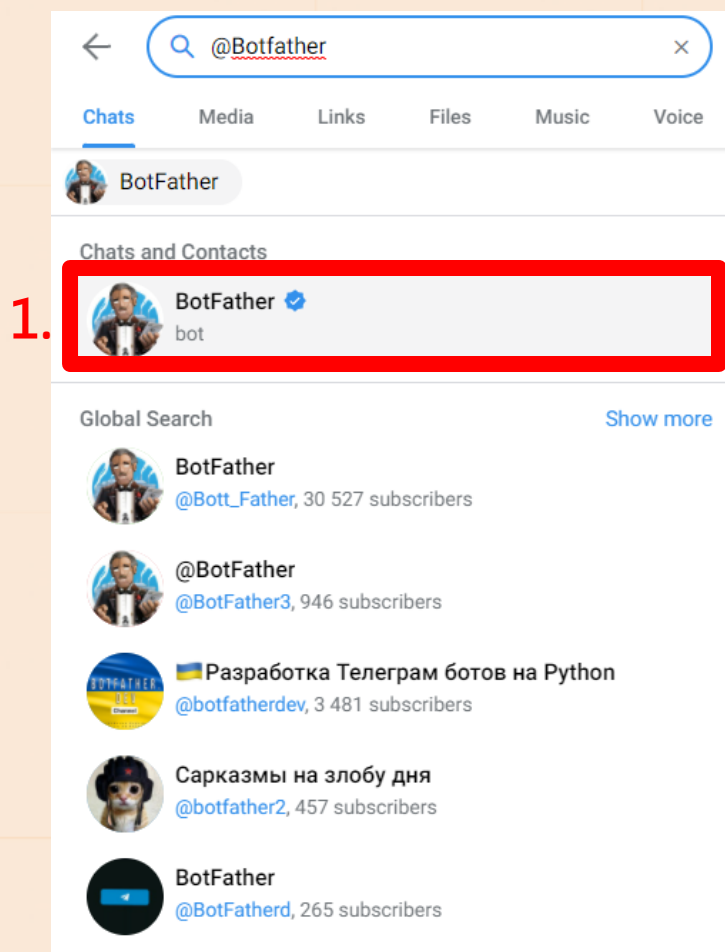 @Botfather
Chats Media Links Files Music Voice
BotFather
Chats and Contacts
1.
BotFather
bot
Global Search Show more
BotFather
@Bott_Father, 30 527 subscribers
@BotFather
@BotFather3, 946 subscribers
BOTFATHER
Channel
🇺🇦Разработка Телеграм ботов на Python
@botfatherdev, 3 481 subscribers
Сарказмы на злобу дня
@botfather2, 457 subscribers
BotFather
@BotFatherd, 265 subscribers